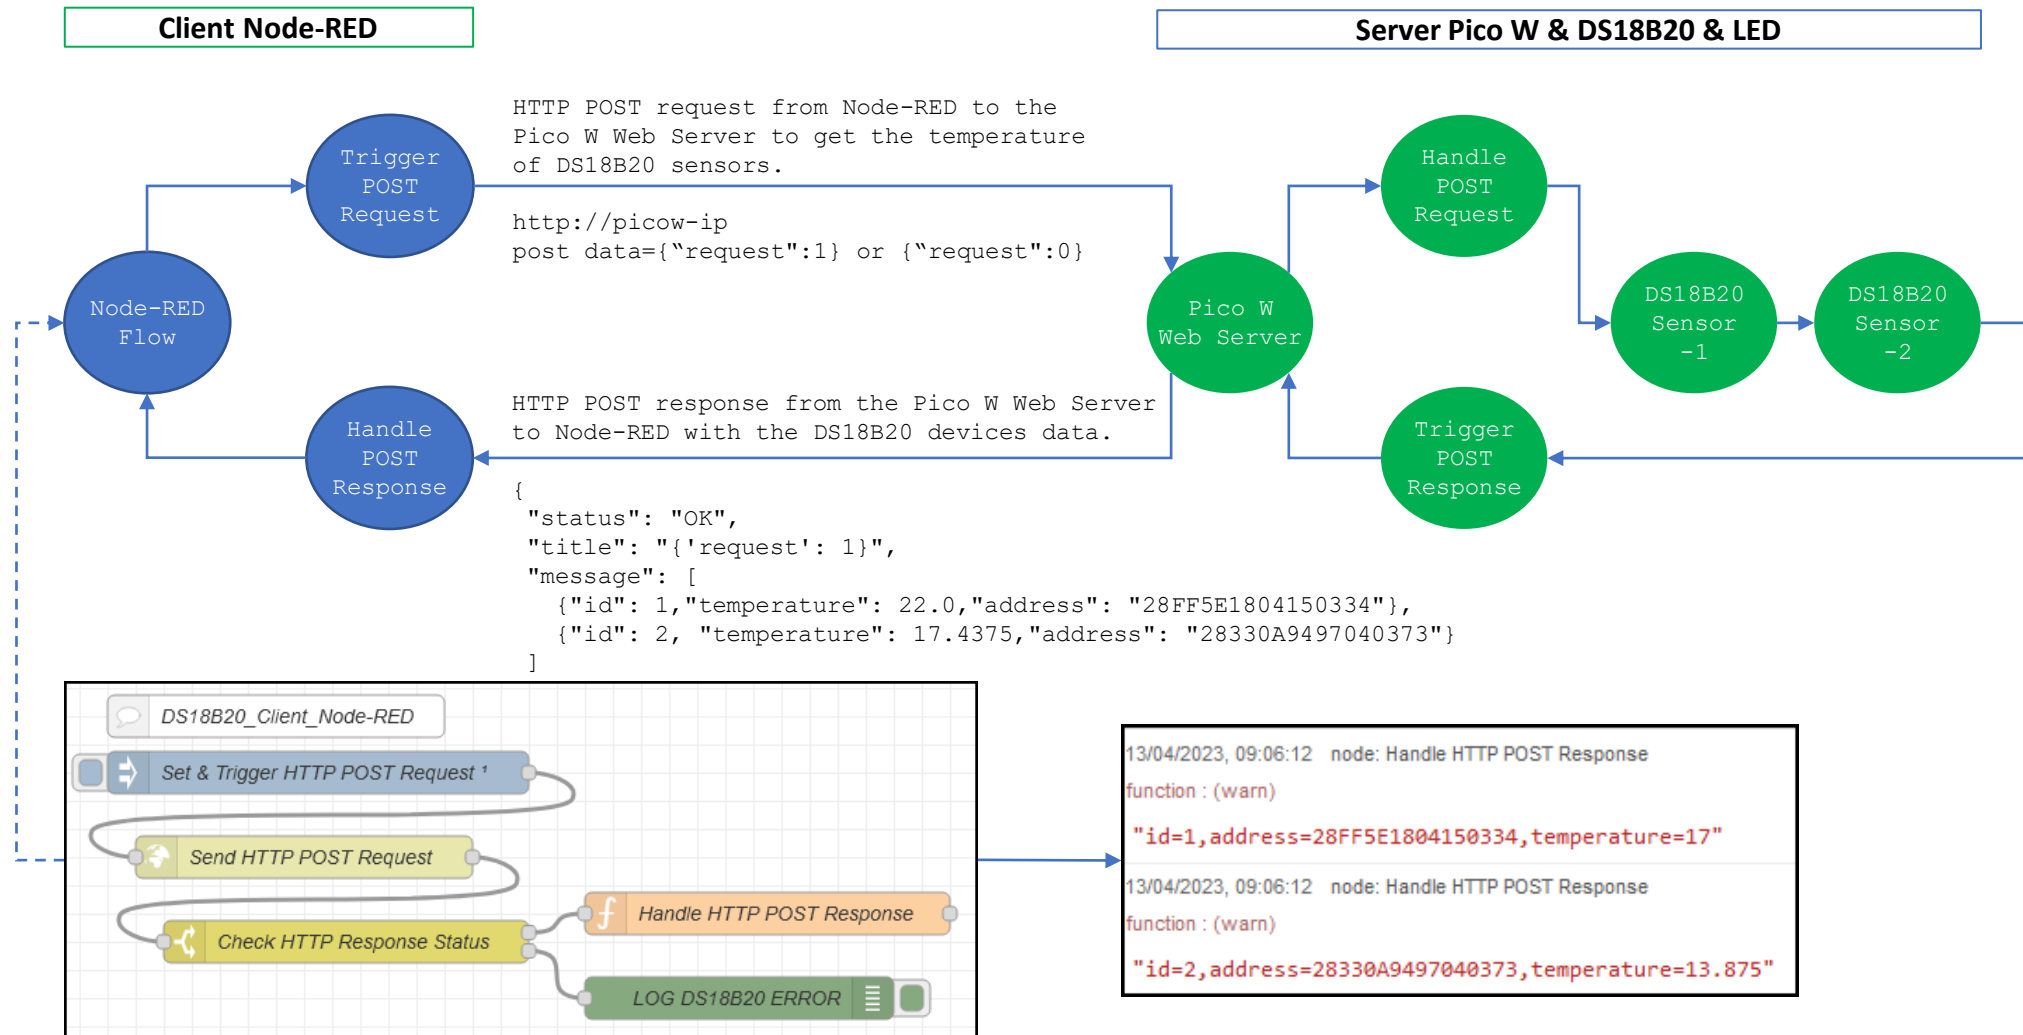 Client Node-RED
Server Pico W & DS18B20 & LED
HTTP POST request from Node-RED to the
Pico W Web Server to get the temperature
of DS18B20 sensors.
http://picow-ip
post data={“request":1} or {“request":0}
Trigger
POST
Request
Handle
POST
Request
Node-RED
Flow
Pico W
Web Server
DS18B20
Sensor
-1
DS18B20
Sensor
-2
HTTP POST response from the Pico W Web Server
to Node-RED with the DS18B20 devices data.
Handle
POST
Response
Trigger
POST
Response
{
"status": "OK",
"title": "{'request': 1}",
"message": [
{"id": 1,"temperature": 22.0,"address": "28FF5E1804150334"},
{"id": 2, "temperature": 17.4375,"address": "28330A9497040373"}
]
DS18B20_Client_Node-RED
Set & Trigger HTTP POST Request ¹
Send HTTP POST Request
Check HTTP Response Status
Handle HTTP POST Response
LOG DS18B20 ERROR
13/04/2023, 09:06:12 node: Handle HTTP POST Response
function : (warn)
"id=1,address=28FF5E1804150334,temperature=17"
13/04/2023, 09:06:12 node: Handle HTTP POST Response
function : (warn)
"id=2,address=28330A9497040373,temperature=13.875"